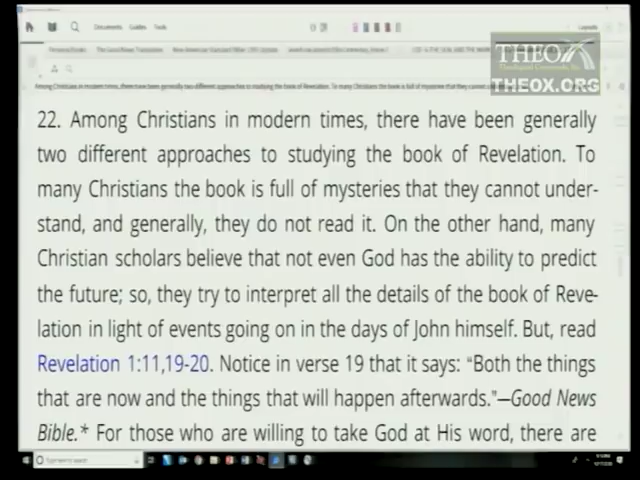 Documents Guides Tools
THEOX
THEOX.ORG
22. Among Christians in modern times, there have been generally
two different approaches to studying the book of Revelation. To
many Christians the book is full of mysteries that they cannot under-
stand, and generally, they do not read it. On the other hand, many
Christian scholars believe that not even God has the ability to predict
the future; so, they try to interpret all the details of the book of Reve-
lation in light of events going on in the days of John himself. But, read
Revelation 1:11,19-20. Notice in verse 19 that it says: “Both the things
that are now and the things that will happen afterwards.”—Good News
Bible.* For those who are willing to take God at His word, there are